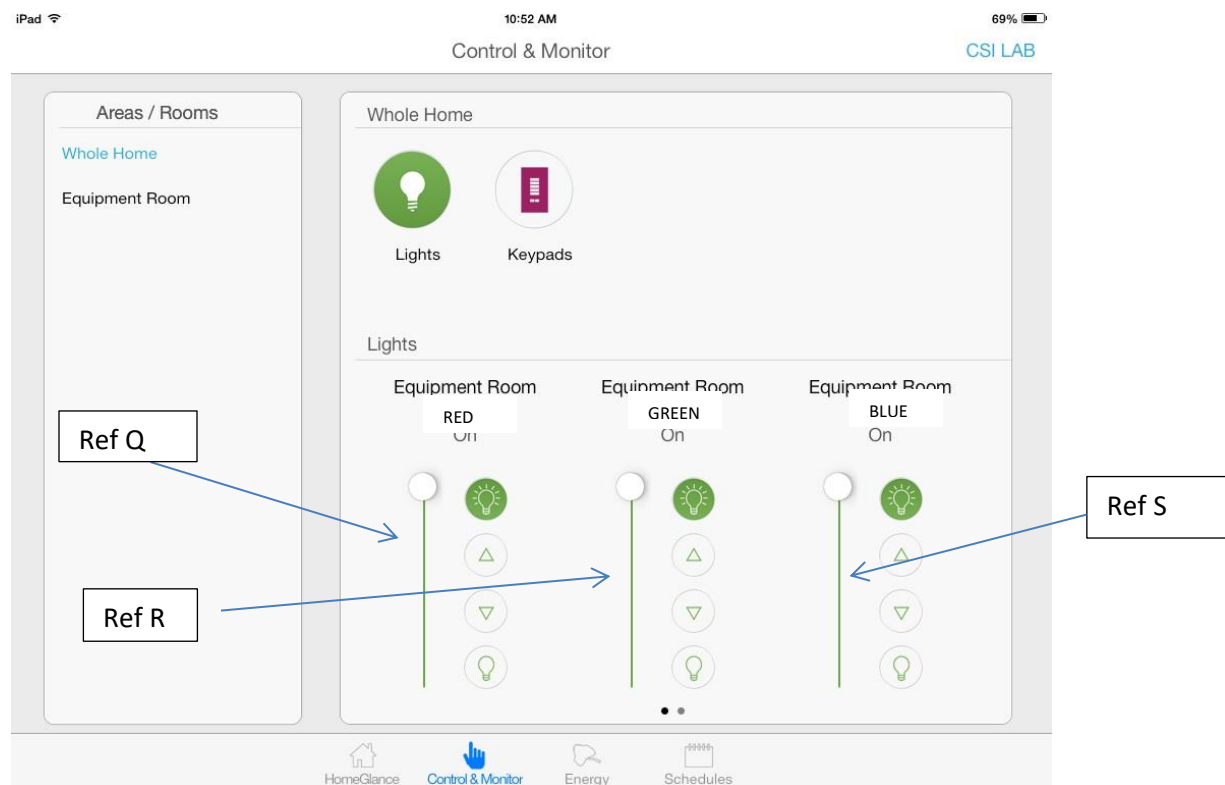 iPad 10:52 AM 69%
Control & Monitor CSI LAB
Areas / Rooms
Whole Home
Equipment Room
Whole Home
Lights Keypads
Lights
Equipment Room Equipment Room Equipment Room
RED GREEN BLUE
On On On
Ref Q
Ref R
Ref S
HomeGlance Control & Monitor Energy Schedules